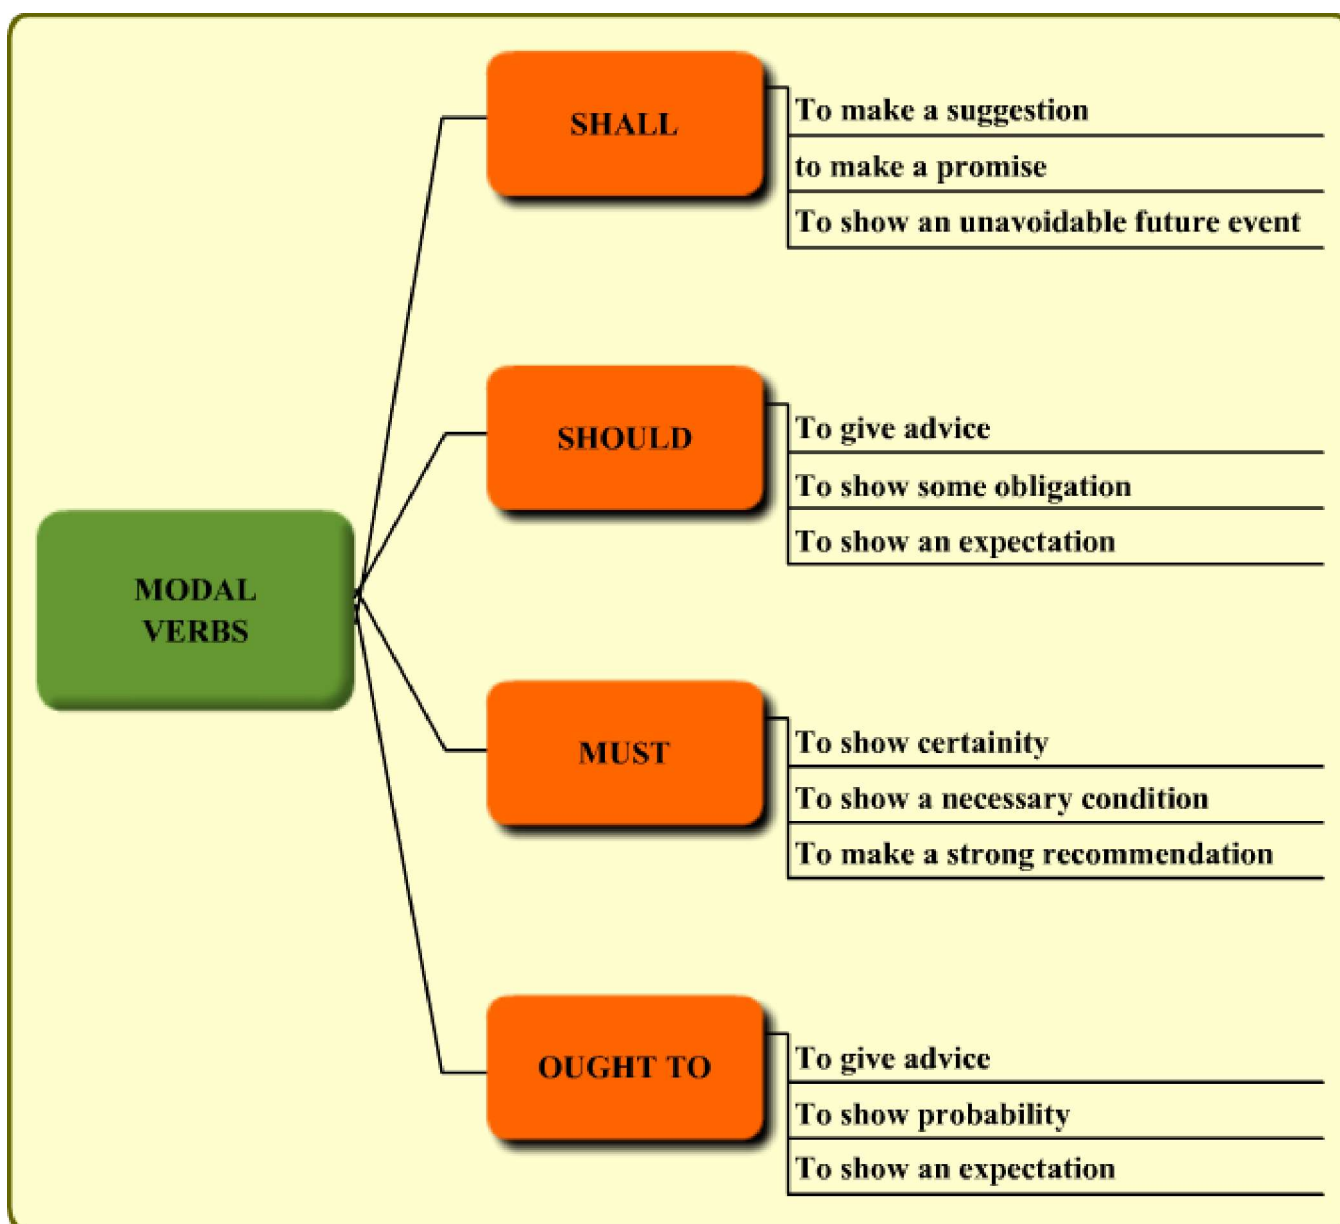 SHALL
To make a suggestion
to make a promise
To show an unavoidable future event
SHOULD
To give advice
To show some obligation
To show an expectation
MODAL
VERBS
MUST
To show certainity
To show a necessary condition
To make a strong recommendation
OUGHT TO
To give advice
To show probability
To show an expectation